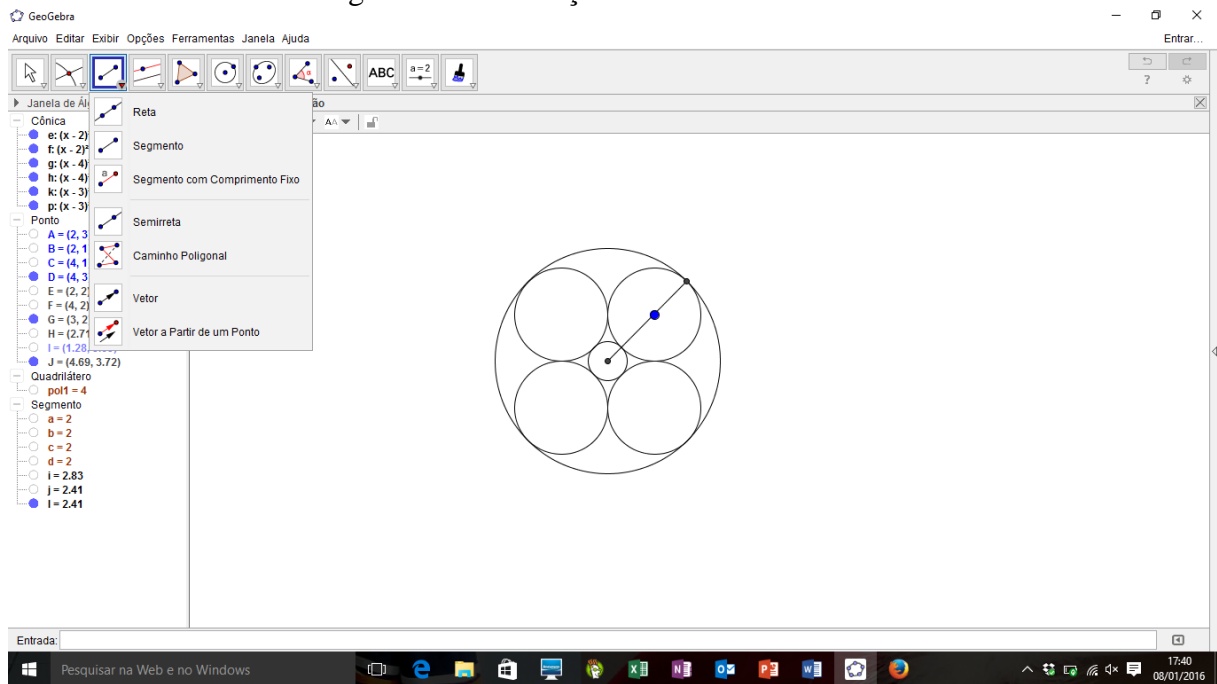 GeoGebra
Arquivo Editar Exibir Opções Ferramentas Janela Ajuda
Entrar...
ABC
a=2
Janela de Ál
ão
Cônica
e: (x - 2)
f: (x - 2)²
g: (x - 4)
h: (x - 4)
k: (x - 3)
p: (x - 3)
Ponto
A = (2, 3
B = (2, 1
C = (4, 1
D = (4, 3
E = (2, 2)
F = (4, 2)
G = (3, 2
H = (2.71
I = (1.28,
J = (4.69, 3.72)
Quadrilátero
pol1 = 4
Segmento
a = 2
b = 2
c = 2
d = 2
i = 2.83
j = 2.41
l = 2.41
Reta
Segmento
Segmento com Comprimento Fixo
Semirreta
Caminho Poligonal
Vetor
Vetor a Partir de um Ponto
Entrada:
Pesquisar na Web e no Windows
17:40
08/01/2016